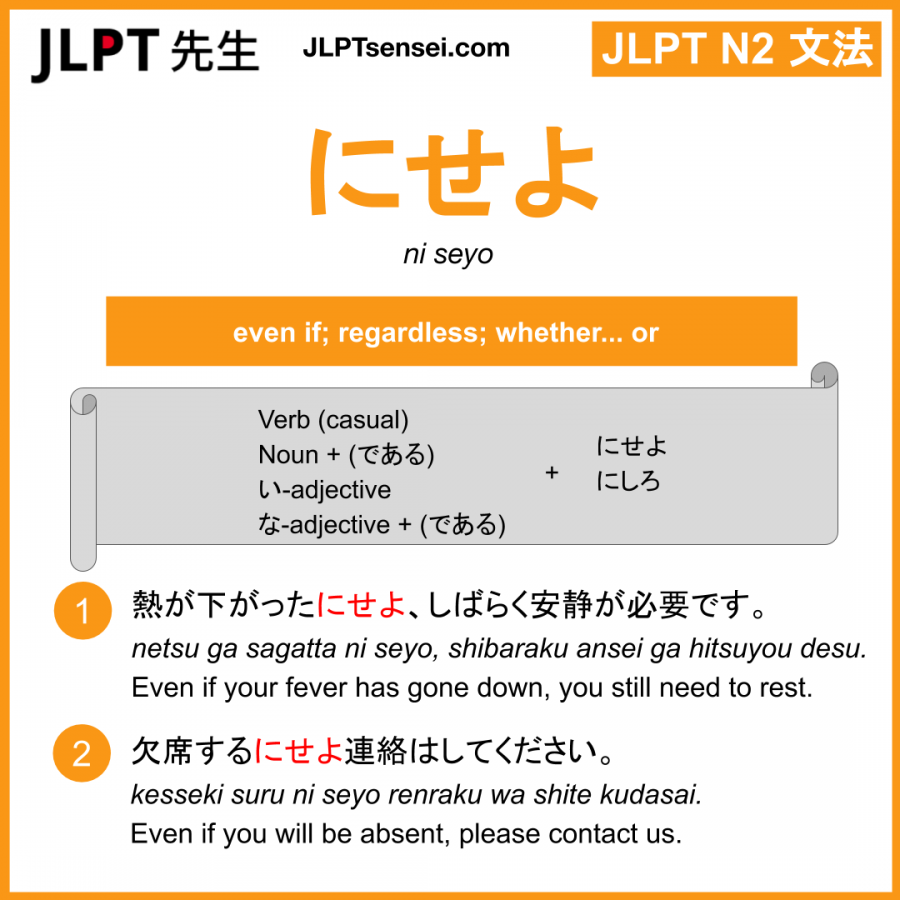 JLPT 先生
JLPTsensei.com
JLPT N2 文法
にせよ
ni seyo
even if; regardless; whether... or
Verb (casual)
Noun + (である)
い-adjective
な-adjective + (である)
+
にせよ
にしろ
1
熱が下がったにせよ、しばらく安静が必要です。
netsu ga sagatta ni seyo, shibaraku ansei ga hitsuyou desu.
Even if your fever has gone down, you still need to rest.
2
欠席するにせよ連絡はしてください。
kesseki suru ni seyo renraku wa shite kudasai.
Even if you will be absent, please contact us.